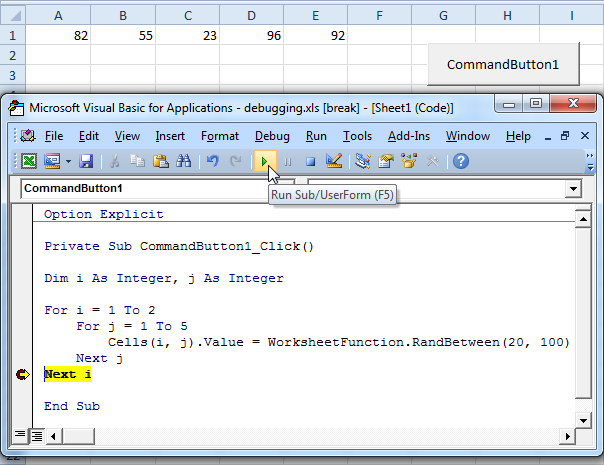 A B C D E F G H I
1 82 55 23 96 92
2
CommandButton1
3
Microsoft Visual Basic for Applications - debugging.xls [break] - [Sheet1 (Code)]
File Edit View Insert Format Debug Run Tools Add-Ins Window Help
CommandButton1
Run Sub/UserForm (F5)
Option Explicit
Private Sub CommandButton1_Click()
Dim i As Integer, j As Integer
For i = 1 To 2
For j = 1 To 5
Cells(i, j).Value = WorksheetFunction.RandBetween(20, 100)
Next j
Next i
End Sub